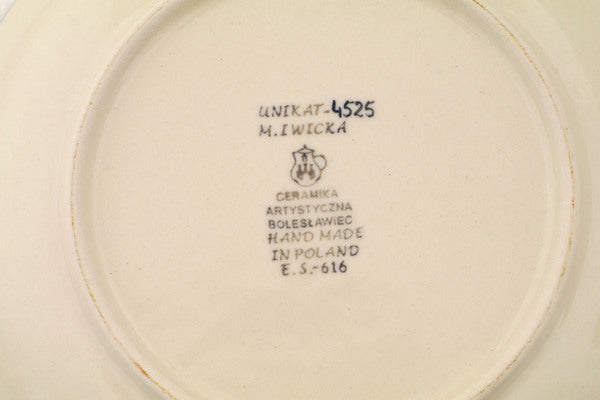 UNIKAT-4525
M.IWICKA
CERAMIKA
ARTYSTYCZNA
BOLESŁAWIEC
HAND MADE
IN POLAND
E.S.-616